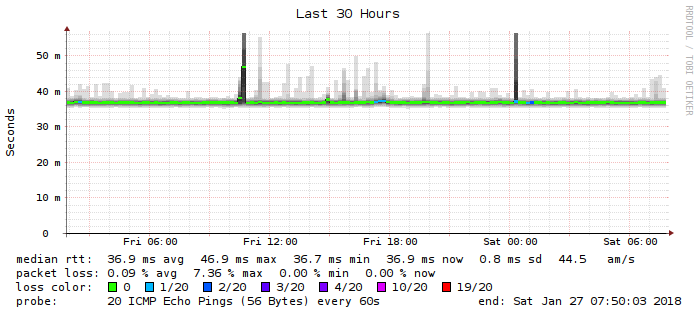 Last 30 Hours
RRDTOOL / TOBI OETIKER
Seconds
50 m
40 m
30 m
20 m
10 m
0
Fri 06:00 Fri 12:00 Fri 18:00 Sat 00:00 Sat 06:00
median rtt: 36.9 ms avg 46.9 ms max 36.7 ms min 36.9 ms now 0.8 ms sd 44.5 am/s
packet loss: 0.09 % avg 7.36 % max 0.00 % min 0.00 % now
loss color: 0 1/20 2/20 3/20 4/20 10/20 19/20
probe: 20 ICMP Echo Pings (56 Bytes) every 60s end: Sat Jan 27 07:50:03 2018